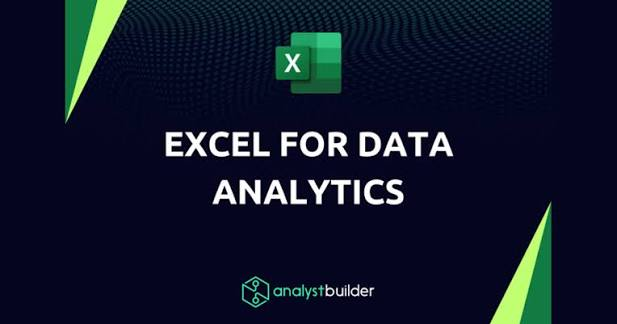 X
EXCEL FOR DATA
ANALYTICS
analystbuilder